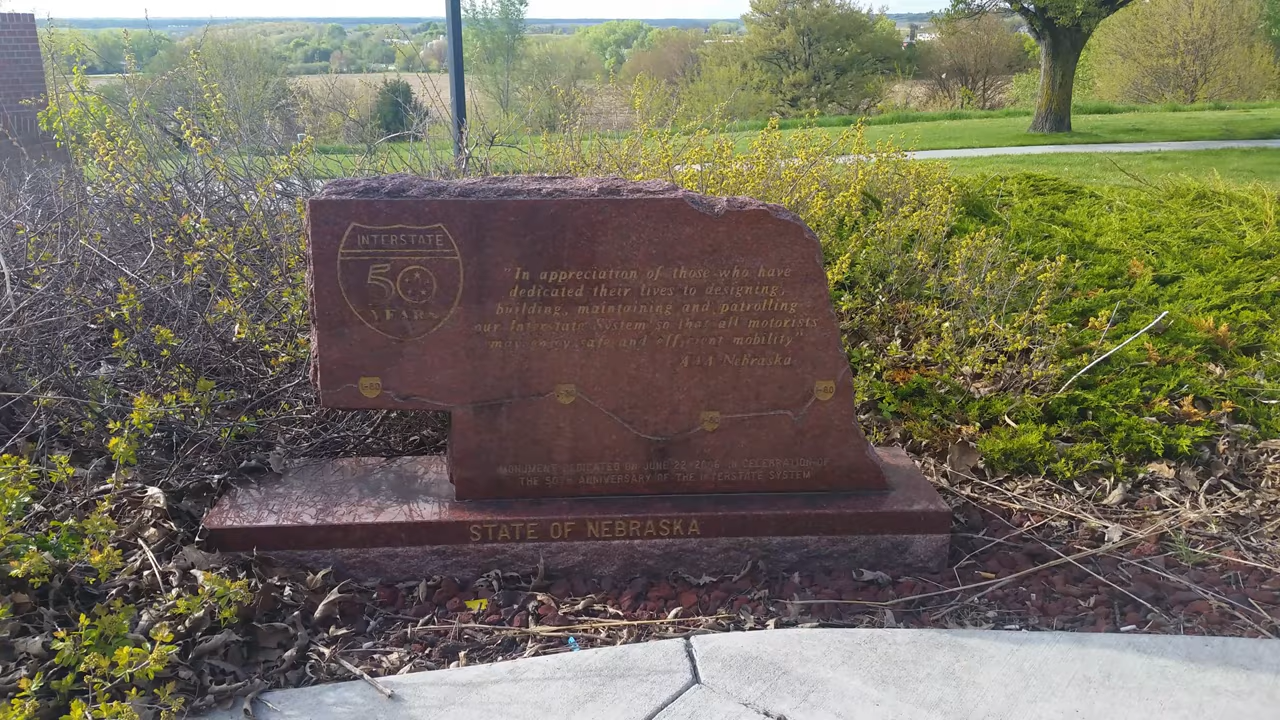 INTERSTATE
50
YEARS
"In appreciation of those who have
dedicated their lives to designing,
building, maintaining and patrolling
our Interstate System so that all motorists
may enjoy safe and efficient mobility"
AAA Nebraska
I-80
I-80
MONUMENT DEDICATED ON JUNE 22, 2006 IN CELEBRATION OF
THE 50TH ANNIVERSARY OF THE INTERSTATE SYSTEM
STATE OF NEBRASKA